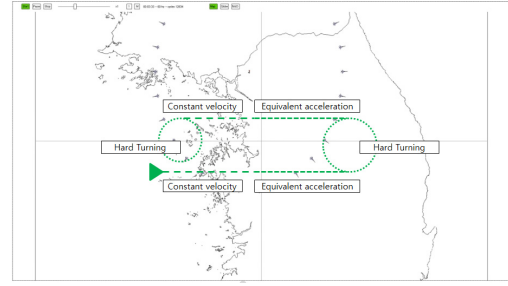 Constant velocity
Equivalent acceleration
Hard Turning
Hard Turning
Constant velocity
Equivalent acceleration